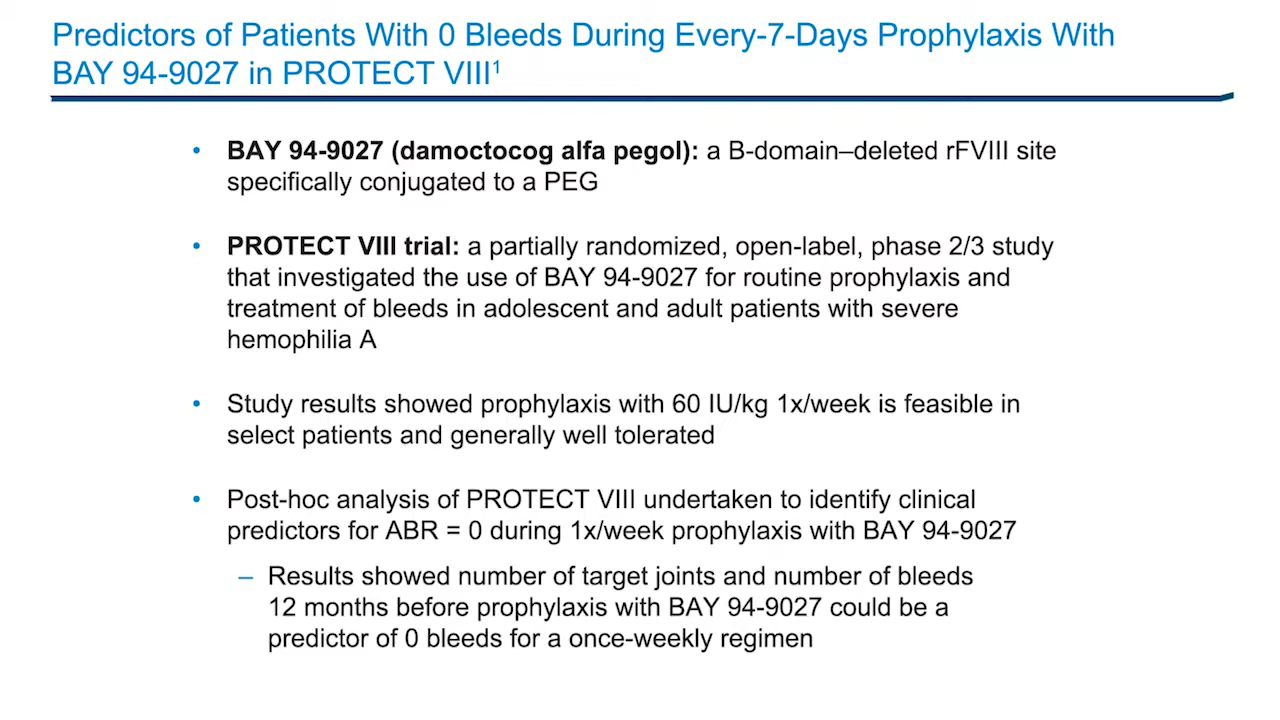 Predictors of Patients With 0 Bleeds During Every-7-Days Prophylaxis With
BAY 94-9027 in PROTECT VIII¹
• BAY 94-9027 (damoctocog alfa pegol): a B-domain–deleted rFVIII site
specifically conjugated to a PEG
• PROTECT VIII trial: a partially randomized, open-label, phase 2/3 study
that investigated the use of BAY 94-9027 for routine prophylaxis and
treatment of bleeds in adolescent and adult patients with severe
hemophilia A
• Study results showed prophylaxis with 60 IU/kg 1x/week is feasible in
select patients and generally well tolerated
• Post-hoc analysis of PROTECT VIII undertaken to identify clinical
predictors for ABR = 0 during 1x/week prophylaxis with BAY 94-9027
– Results showed number of target joints and number of bleeds
12 months before prophylaxis with BAY 94-9027 could be a
predictor of 0 bleeds for a once-weekly regimen